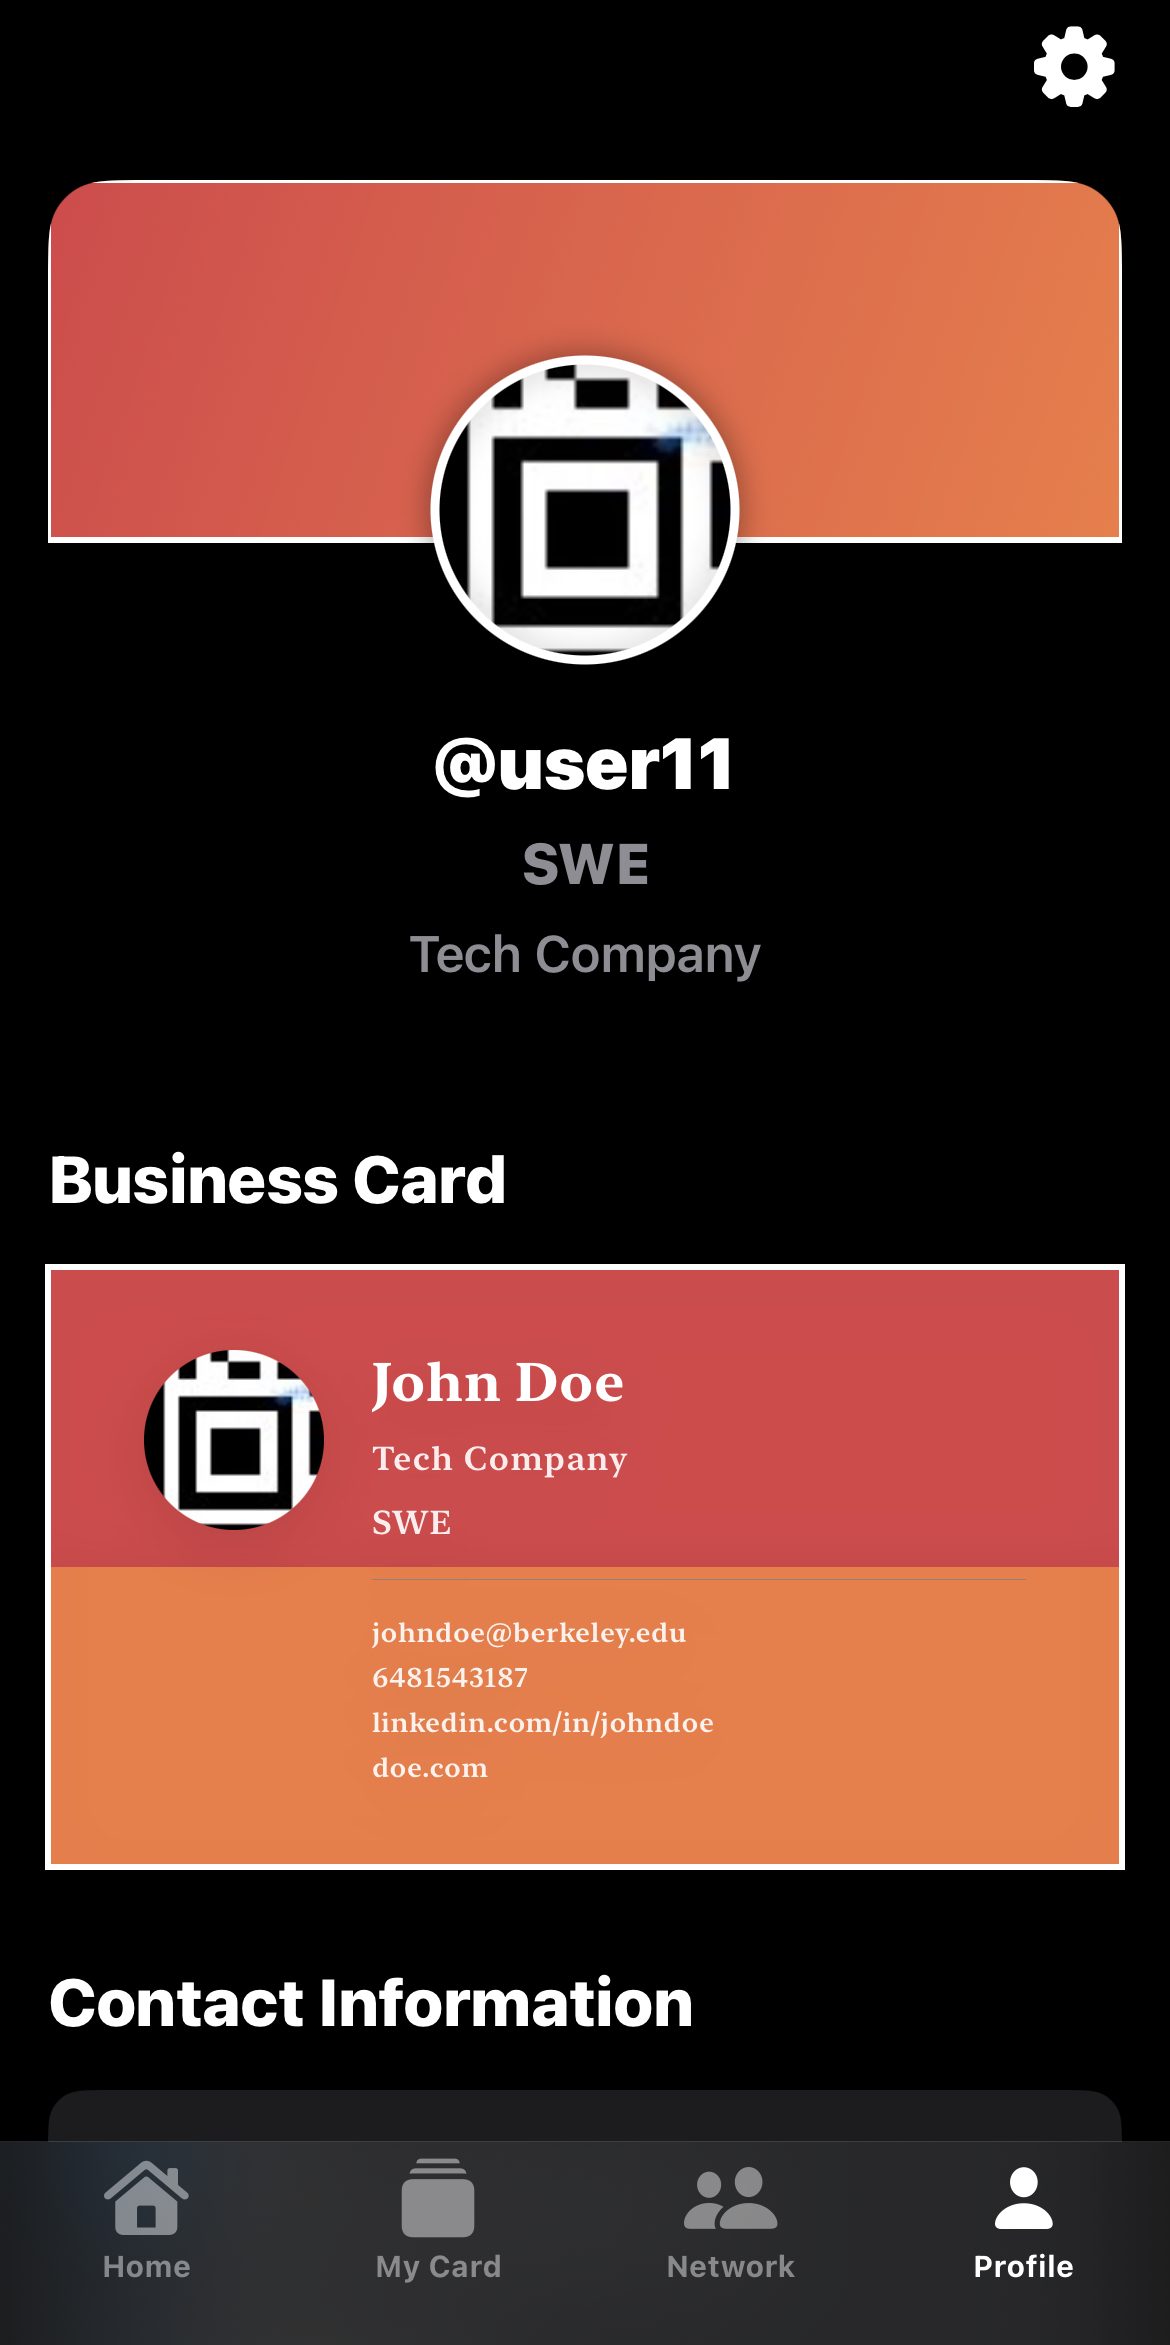 @user11
SWE
Tech Company
Business Card
John Doe
Tech Company
SWE
johndoe@berkeley.edu
6481543187
linkedin.com/in/johndoe
doe.com
Contact Information
Home
My Card
Network
Profile